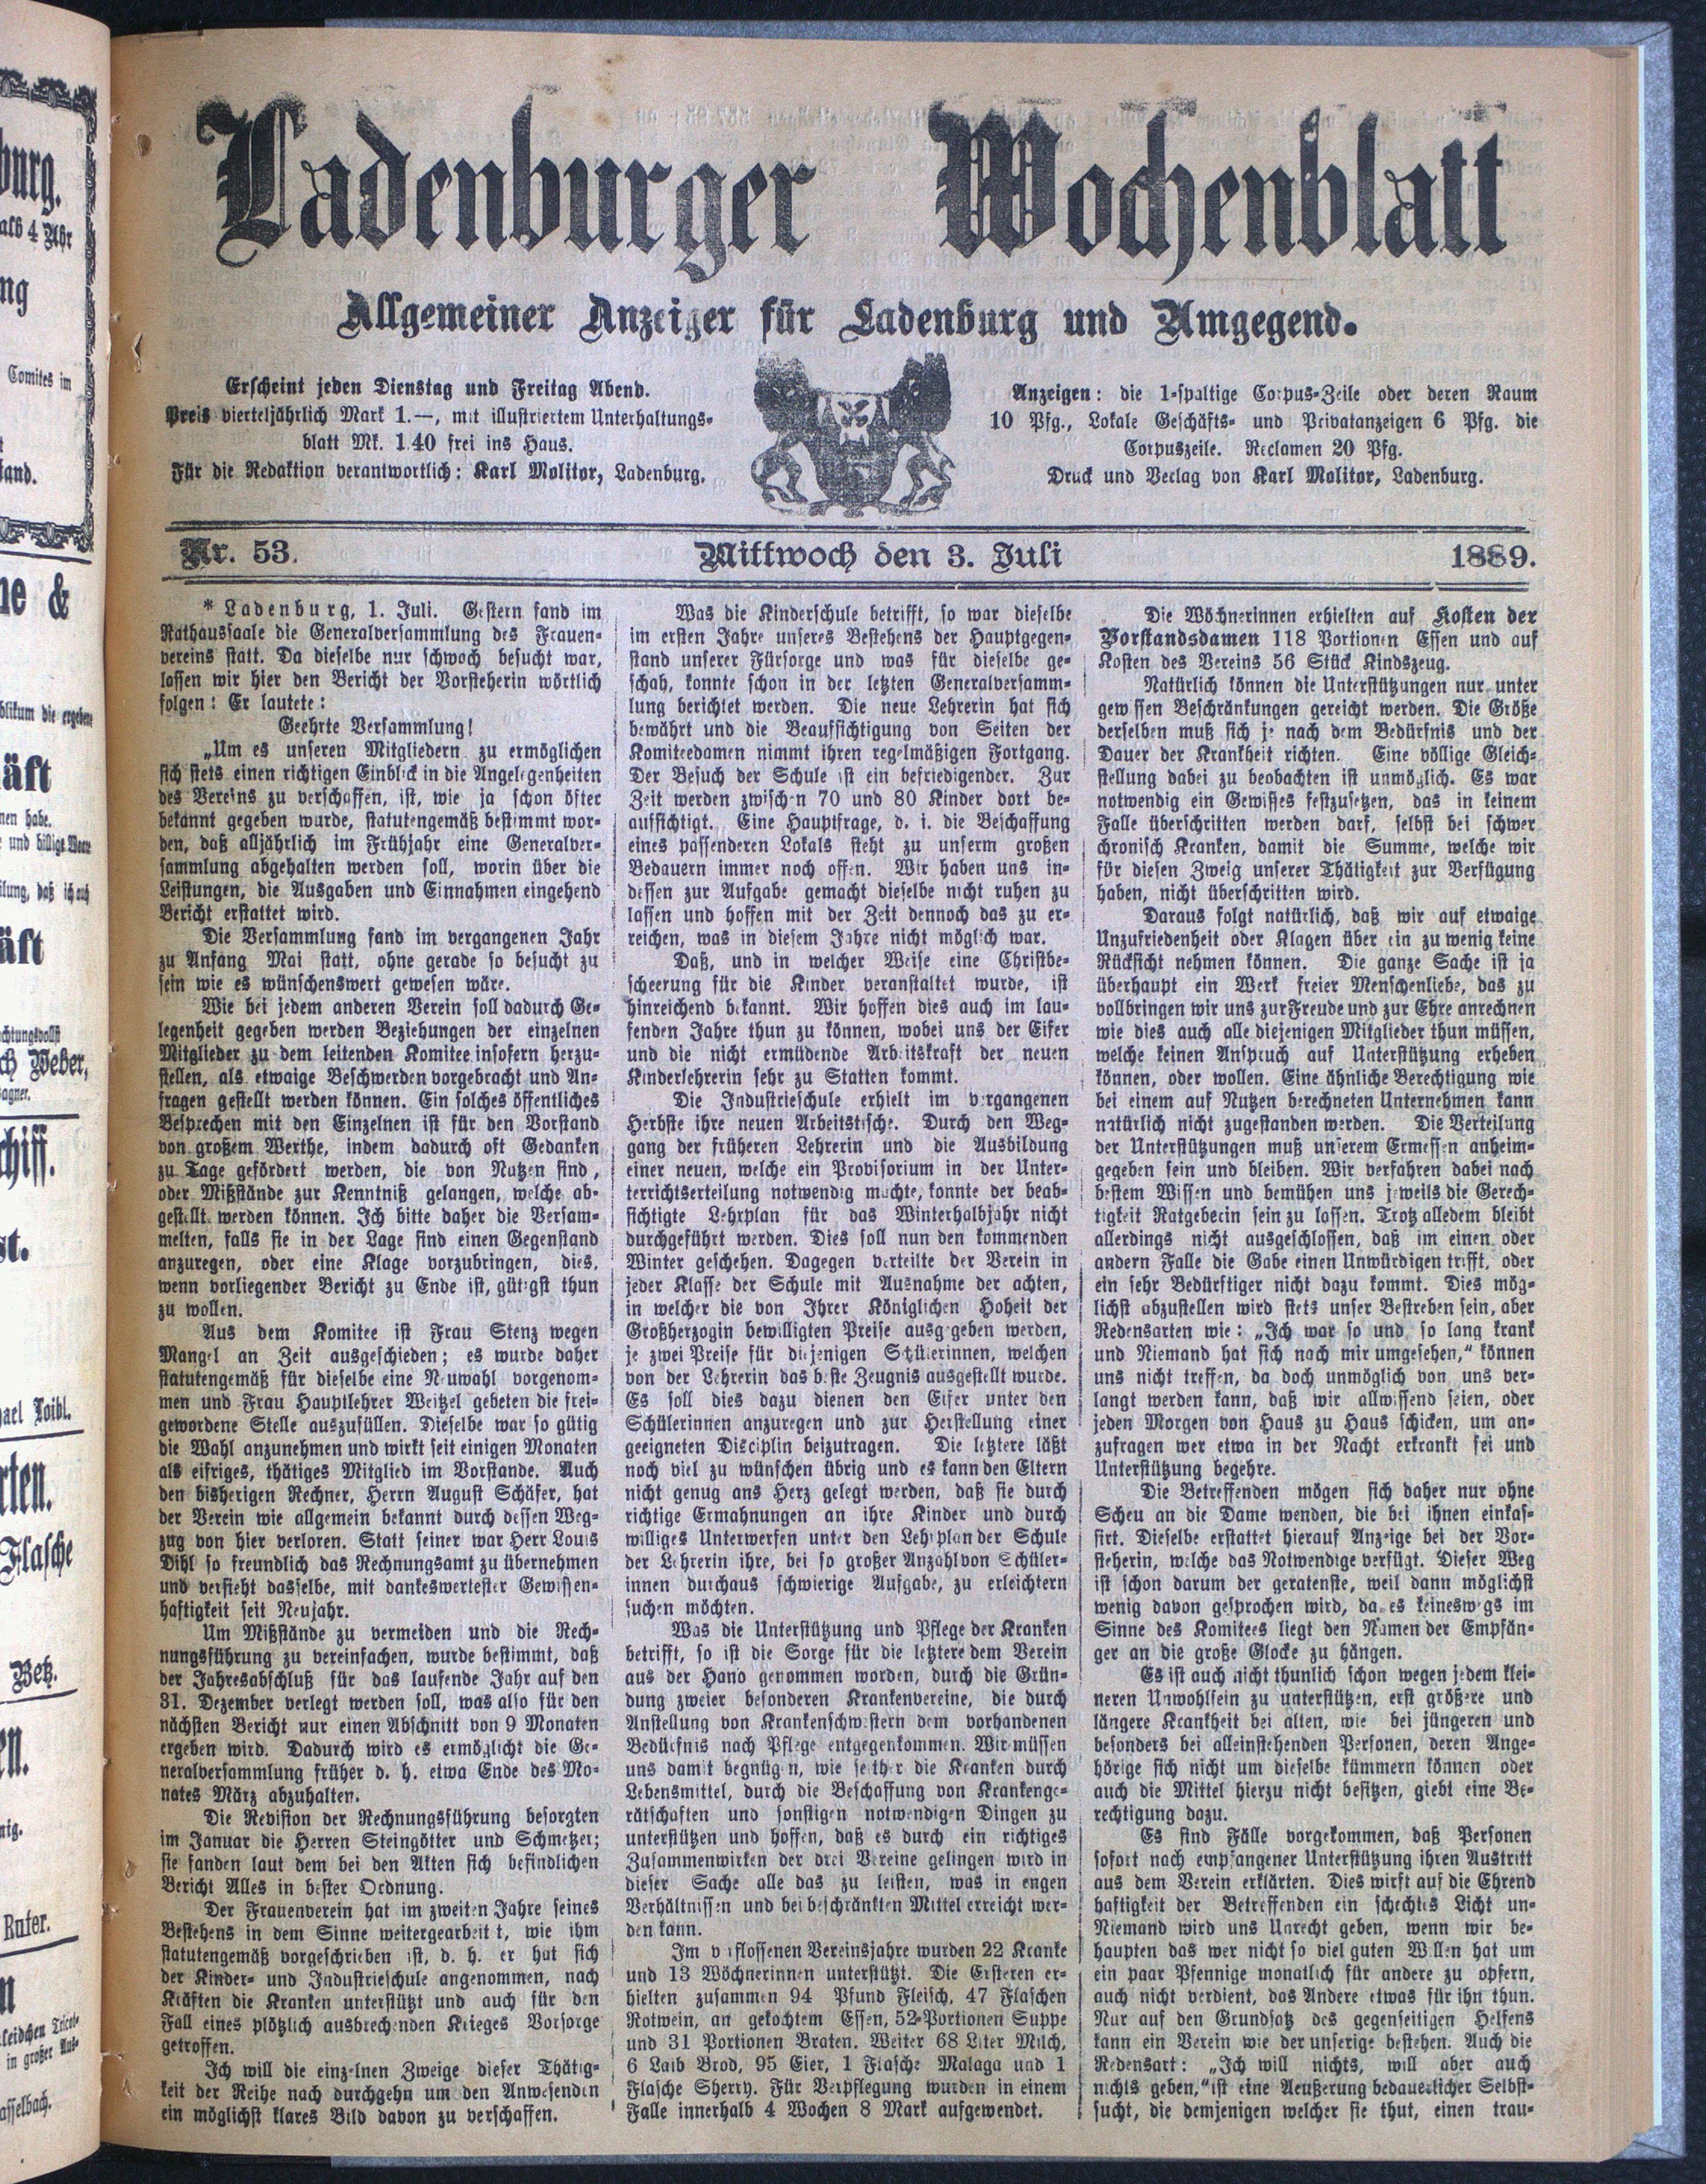 Ladenburger Wochenblatt
Allgemeiner Anzeiger für Ladenburg und Umgegend.
Erscheint jeden Dienstag und Freitag Abend.
Preis vierteljährlich Mark 1.—, mit illustriertem Unterhaltungs-
blatt Mk. 1.40 frei ins Haus.
Für die Redaktion verantwortlich: Karl Molitor, Ladenburg.
Anzeigen: die 1-spaltige Corpus-Zeile oder deren Raum
10 Pfg., Lokale Geschäfts- und Privatanzeigen 6 Pfg. die
Corpuszeile. Reclamen 20 Pfg.
Druck und Verlag von Karl Molitor, Ladenburg.
Nr. 53. Mittwoch den 3. Juli 1889.
* Ladenburg, 1. Juli. Gestern fand im
Rathaussaale die Generalversammlung des Frauen-
vereins statt. Da dieselbe nur schwoch besucht war,
lassen wir hier den Bericht der Vorsteherin wörtlich
folgen: Er lautete:
Geehrte Versammlung!
„Um es unseren Mitgliedern zu ermöglichen
sich stets einen richtigen Einblick in die Angelegenheiten
des Vereins zu verschaffen, ist, wie ja schon öfter
bekannt gegeben wurde, statutengemäß bestimmt wor-
den, daß alljährlich im Frühjahr eine Generalver-
sammlung abgehalten werden soll, worin über die
Leistungen, die Ausgaben und Einnahmen eingehend
Bericht erstattet wird.
Die Versammlung fand im vergangenen Jahr
zu Anfang Mai statt, ohne gerade so besucht zu
sein wie es wünschenswert gewesen wäre.
Wie bei jedem anderen Verein soll dadurch Ge-
legenheit gegeben werden Beziehungen der einzelnen
Mitglieder zu dem leitenden Komitee insofern herzu-
stellen, als etwaige Beschwerden vorgebracht und An-
fragen gestellt werden können. Ein solches öffentliches
Besprechen mit den Einzelnen ist für den Vorstand
von großem Werthe, indem dadurch oft Gedanken
zu Tage gefördert werden, die von Nutzen sind,
oder Mißstände zur Kenntniß gelangen, welche ab-
gestellt werden können. Ich bitte daher die Versam-
melten, falls sie in der Lage sind einen Gegenstand
anzuregen, oder eine Klage vorzubringen, dies,
wenn vorliegender Bericht zu Ende ist, gütigst thun
zu wollen.
Aus dem Komitee ist Frau Stenz wegen
Mangel an Zeit ausgeschieden; es wurde daher
statutengemäß für dieselbe eine Neuwahl vorgenom-
men und Frau Hauptlehrer Weitzel gebeten die frei-
gewordene Stelle auszufüllen. Dieselbe war so gütig
die Wahl anzunehmen und wirkt seit einigen Monaten
als eifriges, thätiges Mitglied im Vorstande. Auch
den bisherigen Rechner, Herrn August Schäfer, hat
der Verein wie allgemein bekannt durch dessen Weg-
zug von hier verloren. Statt seiner war Herr Louis
Dihl so freundlich das Rechnungsamt zu übernehmen
und versieht dasselbe, mit dankeswertester Gewissen-
haftigkeit seit Neujahr.
Um Mißstände zu vermeiden und die Rech-
nungsführung zu vereinfachen, wurde bestimmt, daß
der Jahresabschluß für das laufende Jahr auf den
31. Dezember verlegt werden soll, was also für den
nächsten Bericht nur einen Abschnitt von 9 Monaten
ergeben wird. Dadurch wird es ermöglicht die Ge-
neralversammlung früher d. h. etwa Ende des Mo-
nates März abzuhalten.
Die Revision der Rechnungsführung besorgten
im Januar die Herren Steingötter und Schmetzer;
sie fanden laut dem bei den Akten sich befindlichen
Bericht Alles in bester Ordnung.
Der Frauenverein hat im zweiten Jahre seines
Bestehens in dem Sinne weitergearbeitet, wie ihm
statutengemäß vorgeschrieben ist, d. h. er hat sich
der Kinder- und Industrieschule angenommen, nach
Kräften die Kranken unterstützt und auch für den
Fall eines plötzlich ausbrechenden Krieges Vorsorge
getroffen.
Ich will die einzelnen Zweige dieser Thätig-
keit der Reihe nach durchgehn um den Anwesenden
ein möglichst klares Bild davon zu verschaffen.
Was die Kinderschule betrifft, so war dieselbe
im ersten Jahre unseres Bestehens der Hauptgegen-
stand unserer Fürsorge und was für dieselbe ge-
schah, konnte schon in der letzten Generalversamm-
lung berichtet werden. Die neue Lehrerin hat sich
bewährt und die Beaufsichtigung von Seiten der
Komiteedamen nimmt ihren regelmäßigen Fortgang.
Der Besuch der Schule ist ein befriedigender. Zur
Zeit werden zwischen 70 und 80 Kinder dort be-
aufsichtigt. Eine Hauptfrage, d. i. die Beschaffung
eines passenderen Lokals steht zu unserm großen
Bedauern immer noch offen. Wir haben uns in-
dessen zur Aufgabe gemacht dieselbe nicht ruhen zu
lassen und hoffen mit der Zeit dennoch das zu er-
reichen, was in diesem Jahre nicht möglich war.
Daß, und in welcher Weise eine Christbe-
scheerung für die Kinder veranstaltet wurde, ist
hinreichend bekannt. Wir hoffen dies auch im lau-
fenden Jahre thun zu können, wobei uns der Eifer
und die nicht ermüdende Arbeitskraft der neuen
Kinderlehrerin sehr zu Statten kommt.
Die Industrieschule erhielt im vergangenen
Herbste ihre neuen Arbeitstische. Durch den Weg-
gang der früheren Lehrerin und die Ausbildung
einer neuen, welche ein Provisorium in der Unter-
terrichtserteilung notwendig machte, konnte der beab-
sichtigte Lehrplan für das Winterhalbjahr nicht
durchgeführt werden. Dies soll nun den kommenden
Winter geschehen. Dagegen verteilte der Verein in
jeder Klasse der Schule mit Ausnahme der achten,
in welcher die von Ihrer Königlichen Hoheit der
Großherzogin bewilligten Preise ausgegeben werden,
je zwei Preise für diejenigen Schülerinnen, welchen
von der Lehrerin das beste Zeugnis ausgestellt wurde.
Es soll dies dazu dienen den Eifer unter den
Schülerinnen anzuregen und zur Herstellung einer
geeigneten Disciplin beizutragen. Die letztere läßt
noch viel zu wünschen übrig und es kann den Eltern
nicht genug ans Herz gelegt werden, daß sie durch
richtige Ermahnungen an ihre Kinder und durch
williges Unterwerfen unter den Lehrplan der Schule
der Lehrerin ihre, bei so großer Anzahl von Schüler-
innen durchaus schwierige Aufgabe, zu erleichtern
suchen möchten.
Was die Unterstützung und Pflege der Kranken
betrifft, so ist die Sorge für die letztere dem Verein
aus der Hand genommen worden, durch die Grün-
dung zweier besonderen Krankenvereine, die durch
Anstellung von Krankenschwestern dem vorhandenen
Bedürfnis nach Pflege entgegenkommen. Wir müssen
uns damit begnügen, wie seither die Kranken durch
Lebensmittel, durch die Beschaffung von Krankenge-
rätschaften und sonstigen notwendigen Dingen zu
unterstützen und hoffen, daß es durch ein richtiges
Zusammenwirken der drei Vereine gelingen wird in
dieser Sache alle das zu leisten, was in engen
Verhältnissen und bei beschränkten Mittel erreicht wer-
den kann.
Im verflossenen Vereinsjahre wurden 22 Kranke
und 13 Wöchnerinnen unterstützt. Die Ersteren er-
hielten zusammen 94 Pfund Fleisch, 47 Flaschen
Rotwein, an gekochtem Essen, 52 Portionen Suppe
und 31 Portionen Braten. Weiter 68 Liter Milch,
6 Laib Brod, 95 Eier, 1 Flasche Malaga und 1
Flasche Sherry. Für Verpflegung wurden in einem
Falle innerhalb 4 Wochen 8 Mark aufgewendet.
Die Wöchnerinnen erhielten auf Kosten der
Vorstandsdamen 118 Portionen Essen und auf
Kosten des Vereins 56 Stück Kindszeug.
Natürlich können die Unterstützungen nur unter
gewissen Beschränkungen gereicht werden. Die Größe
derselben muß sich je nach dem Bedürfnis und der
Dauer der Krankheit richten. Eine völlige Gleich-
stellung dabei zu beobachten ist unmöglich. Es war
notwendig ein Gewisses festzusetzen, das in keinem
Falle überschritten werden darf, selbst bei schwer
chronisch Kranken, damit die Summe, welche wir
für diesen Zweig unserer Thätigkeit zur Verfügung
haben, nicht überschritten wird.
Daraus folgt natürlich, daß wir auf etwaige
Unzufriedenheit oder Klagen über ein zu wenig keine
Rücksicht nehmen können. Die ganze Sache ist ja
überhaupt ein Werk freier Menschenliebe, das zu
vollbringen wir uns zur Freude und zur Ehre anrechnen
wie dies auch alle diejenigen Mitglieder thun müssen,
welche keinen Anspruch auf Unterstützung erheben
können, oder wollen. Eine ähnliche Berechtigung wie
bei einem auf Nutzen berechneten Unternehmen kann
natürlich nicht zugestanden werden. Die Verteilung
der Unterstützungen muß unserem Ermessen anheim-
gegeben sein und bleiben. Wir verfahren dabei nach
bestem Wissen und bemühen uns jeweils die Gerech-
tigkeit Ratgeberin sein zu lassen. Trotz alledem bleibt
allerdings nicht ausgeschlossen, daß im einen oder
andern Falle die Gabe einen Unwürdigen trifft, oder
ein sehr Bedürftiger nicht dazu kommt. Dies mög-
lichst abzustellen wird stets unser Bestreben sein, aber
Redensarten wie: „Ich war so und so lang krank
und Niemand hat sich nach mir umgesehen,“ können
uns nicht treffen, da doch unmöglich von uns ver-
langt werden kann, daß wir allwissend seien, oder
jeden Morgen von Haus zu Haus schicken, um an-
zufragen wer etwa in der Nacht erkrankt sei und
Unterstützung begehre.
Die Betreffenden mögen sich daher nur ohne
Scheu an die Dame wenden, die bei ihnen einkas-
sirt. Dieselbe erstattet hierauf Anzeige bei der Vor-
steherin, welche das Notwendige verfügt. Dieser Weg
ist schon darum der geratenste, weil dann möglichst
wenig davon gesprochen wird, da es keineswegs im
Sinne des Komitees liegt den Namen der Empfän-
ger an die große Glocke zu hängen.
Es ist auch nicht thunlich schon wegen jedem klei-
neren Unwohlsein zu unterstützen, erst größere und
längere Krankheit bei alten, wie bei jüngeren und
besonders bei alleinstehenden Personen, deren Ange-
hörige sich nicht um dieselbe kümmern können oder
auch die Mittel hierzu nicht besitzen, giebt eine Be-
rechtigung dazu.
Es sind Fälle vorgekommen, daß Personen
sofort nach empfangener Unterstützung ihren Austritt
aus dem Verein erklärten. Dies wirft auf die Ehrend
haftigkeit der Betreffenden ein schechtes Licht un-
Niemand wird uns Unrecht geben, wenn wir be-
haupten das wer nicht so viel guten Willen hat um
ein paar Pfennige monatlich für andere zu opfern,
auch nicht verdient, das Andere etwas für ihn thun.
Nur auf den Grundsatz des gegenseitigen Helfens
kann ein Verein wie der unserige bestehen. Auch die
Redensart: „Ich will nichts, will aber auch
nichts geben,“ ist eine Aeußerung bedauerlicher Selbst-
sucht, die demjenigen welcher sie thut, einen trau-